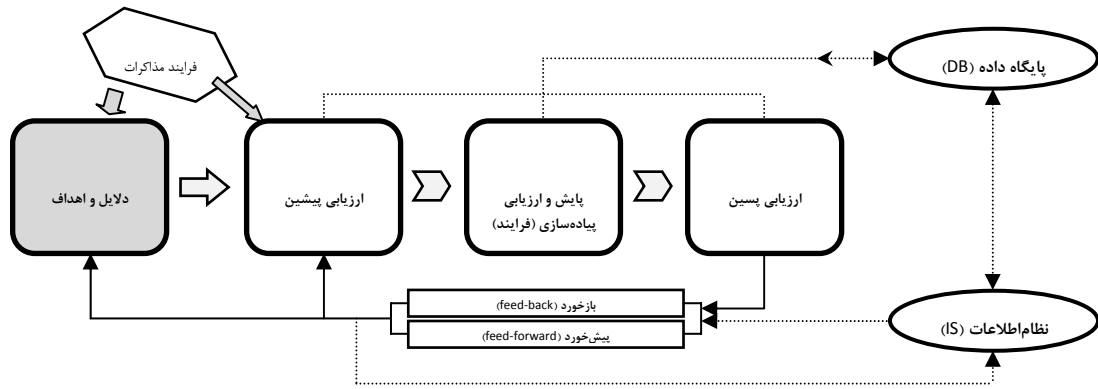 فرایند مذاکرات
پایگاه داده (DB)
دلایل و اهداف
ارزیابی پیشین
پایش و ارزیابی
پیاده‌سازی (فرایند)
ارزیابی پسین
بازخورد (feed-back)
پیش‌خورد (feed-forward)
نظام‌اطلاعات (IS)